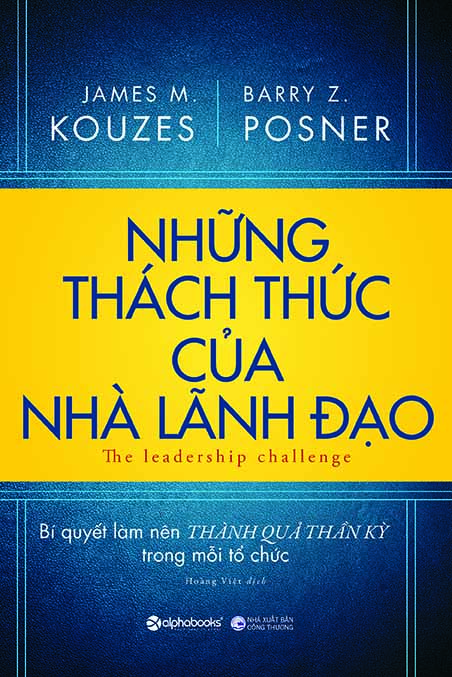 JAMES M.
KOUZES
BARRY Z.
POSNER
NHỮNG
THÁCH THỨC
CỦA
NHÀ LÃNH ĐẠO
The leadership challenge
Bí quyết làm nên THÀNH QUẢ THẦN KỲ
trong mỗi tổ chức
Hoàng Việt dịch
alphabooks
NHÀ XUẤT BẢN
CÔNG THƯƠNG